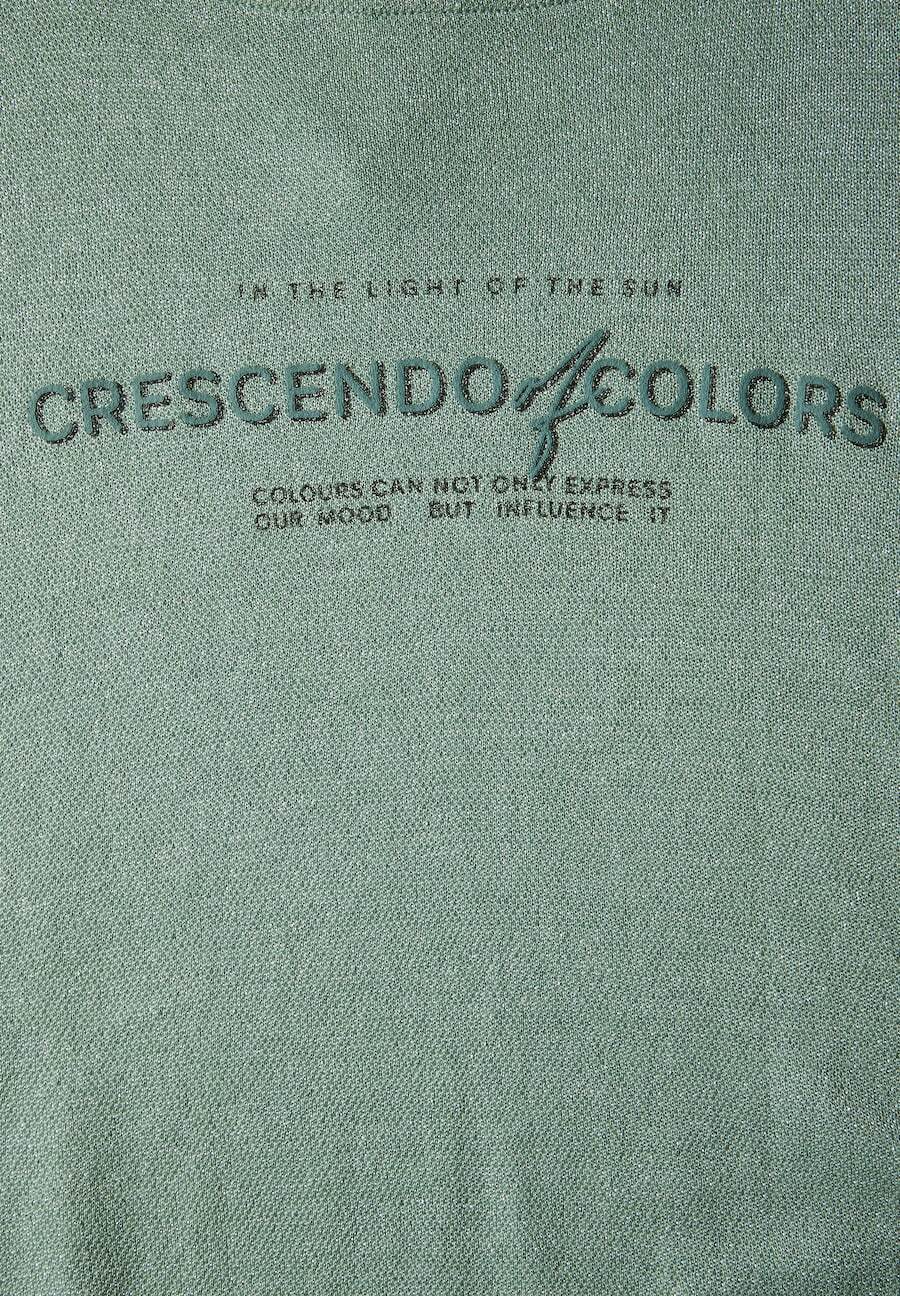 IN THE LIGHT OF THE SUN
CRESCENDO of COLORS
COLOURS CAN NOT ONLY EXPRESS
OUR MOOD BUT INFLUENCE IT